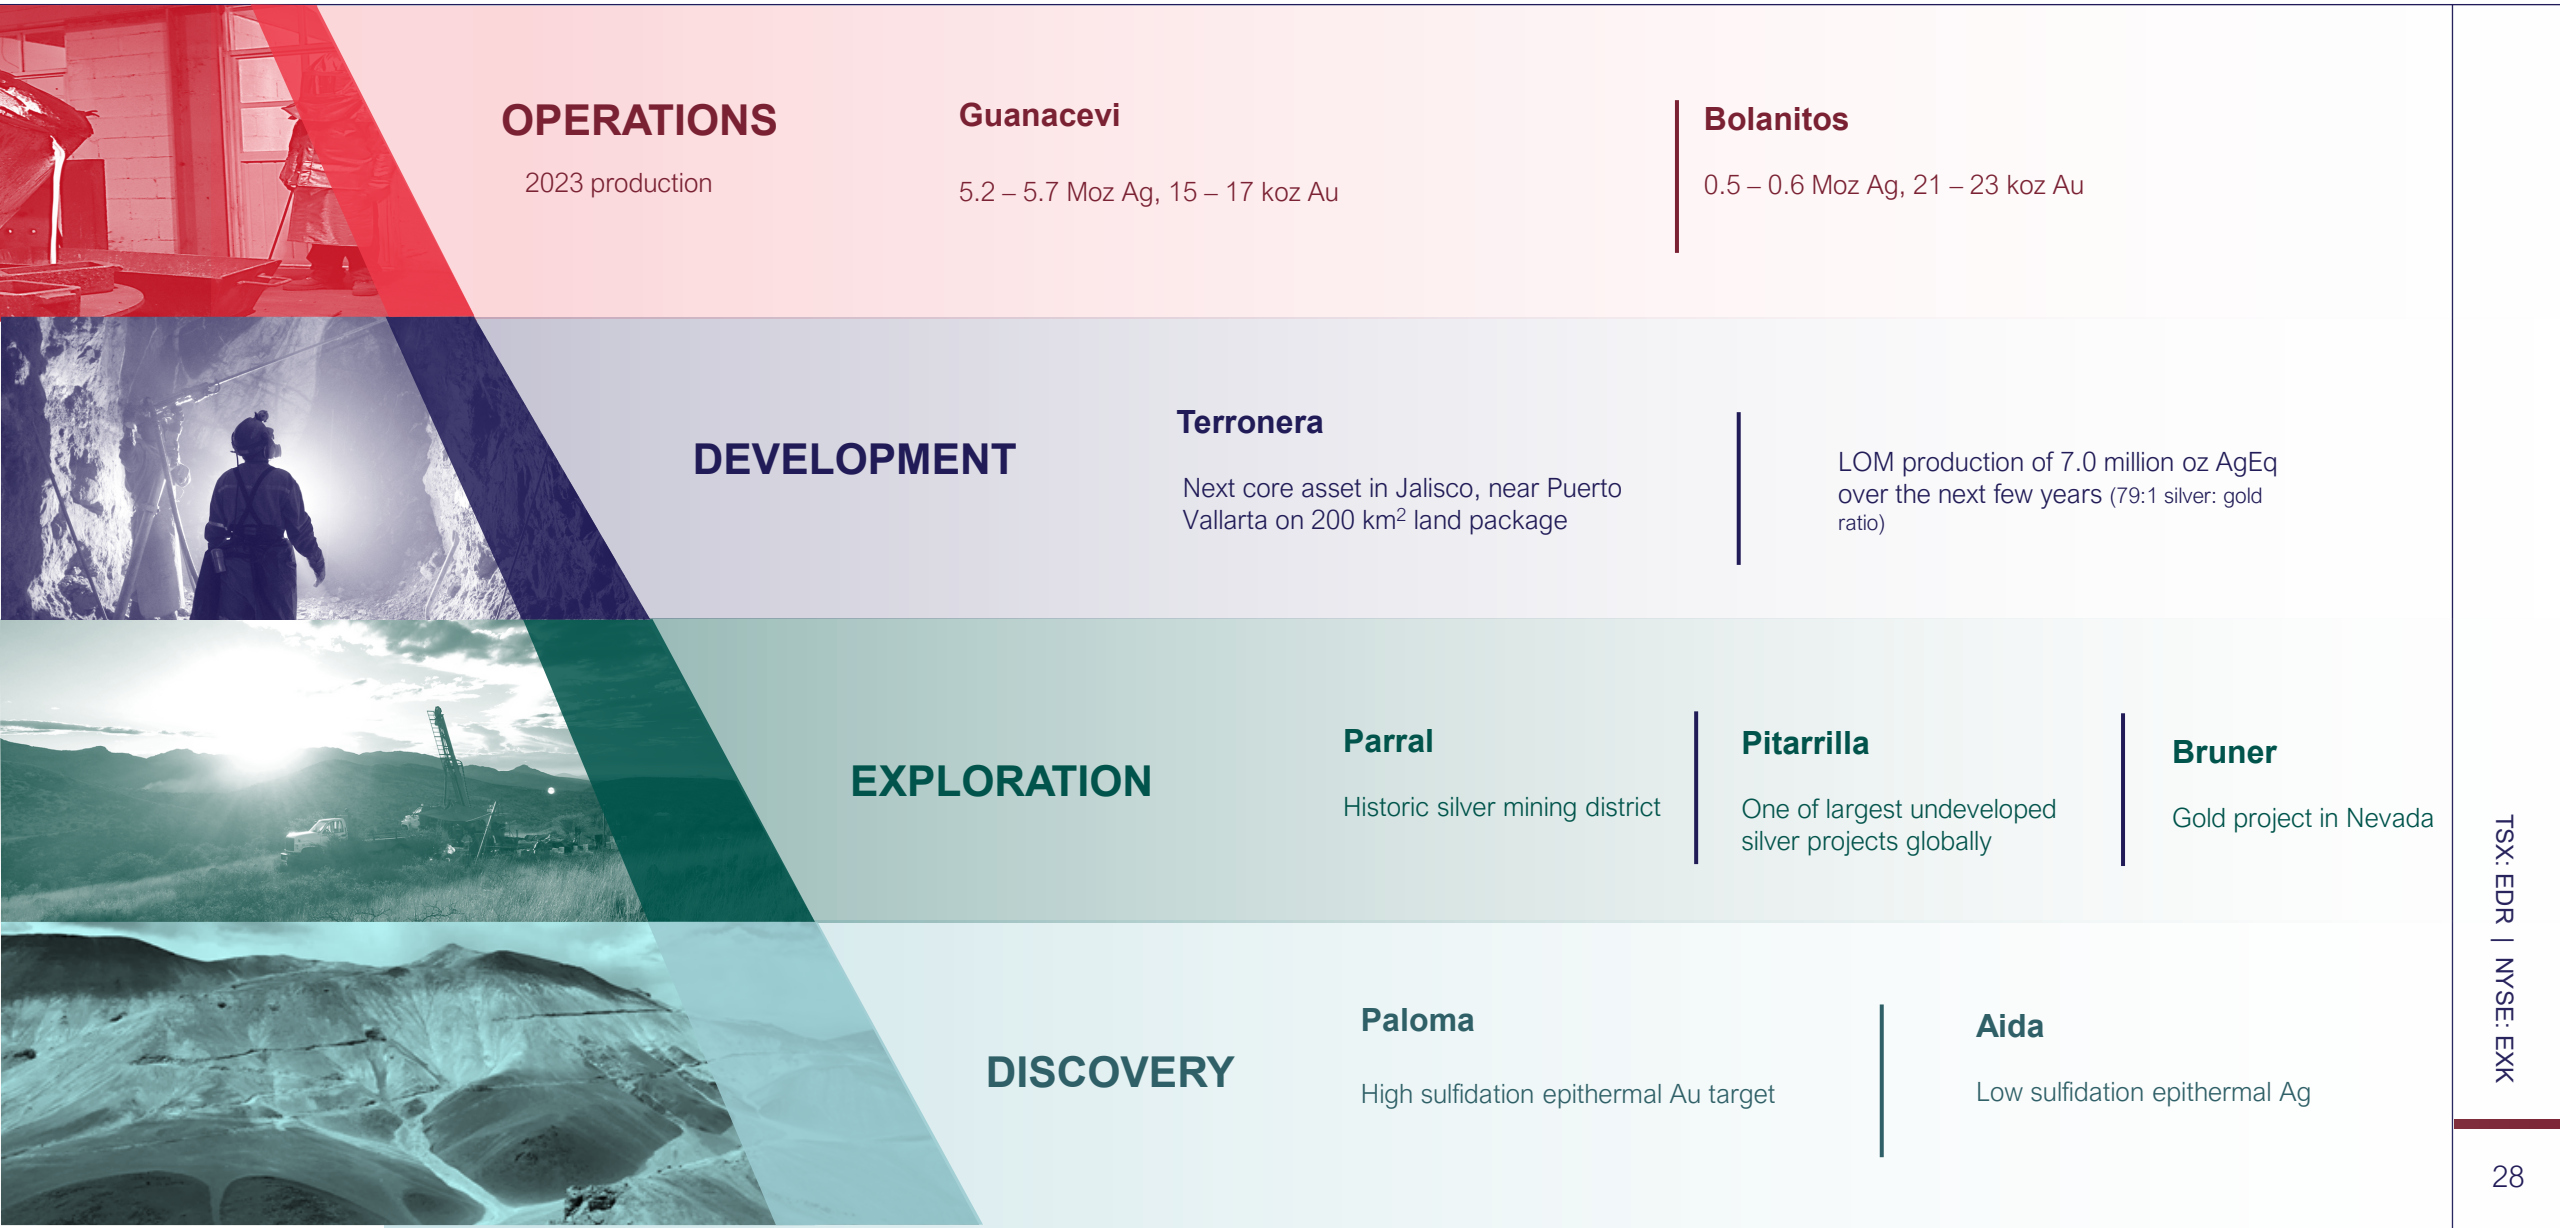 OPERATIONS
2023 production
Guanacevi
5.2 – 5.7 Moz Ag, 15 – 17 koz Au
Bolanitos
0.5 – 0.6 Moz Ag, 21 – 23 koz Au
DEVELOPMENT
Terronera
Next core asset in Jalisco, near Puerto
Vallarta on 200 km² land package
LOM production of 7.0 million oz AgEq
over the next few years (79:1 silver: gold
ratio)
EXPLORATION
Parral
Historic silver mining district
Pitarrilla
One of largest undeveloped
silver projects globally
Bruner
Gold project in Nevada
DISCOVERY
Paloma
High sulfidation epithermal Au target
Aida
Low sulfidation epithermal Ag
TSX: EDR | NYSE: EXK
28